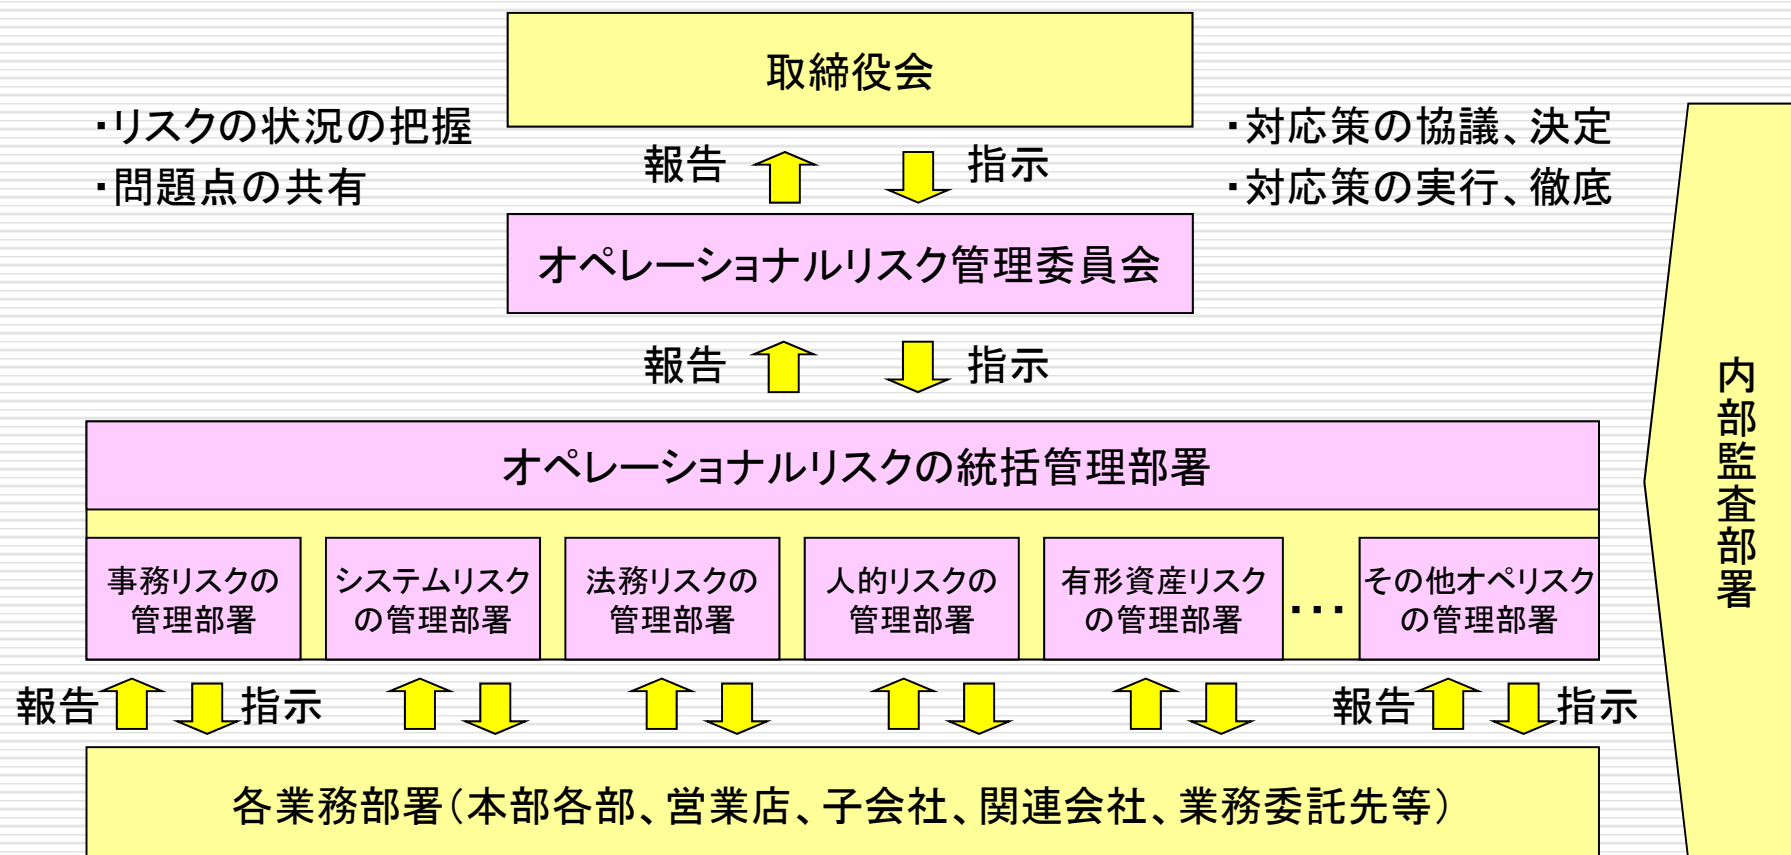 取締役会
・リスクの状況の把握
・問題点の共有
・対応策の協議、決定
・対応策の実行、徹底
報告
指示
オペレーショナルリスク管理委員会
報告
指示
オペレーショナルリスクの統括管理部署
事務リスクの
管理部署
システムリスク
の管理部署
法務リスクの
管理部署
人的リスクの
管理部署
有形資産リスク
の管理部署
・・・
その他オペリスク
の管理部署
報告
指示
報告
指示
各業務部署(本部各部、営業店、子会社、関連会社、業務委託先等)
内部監査部署